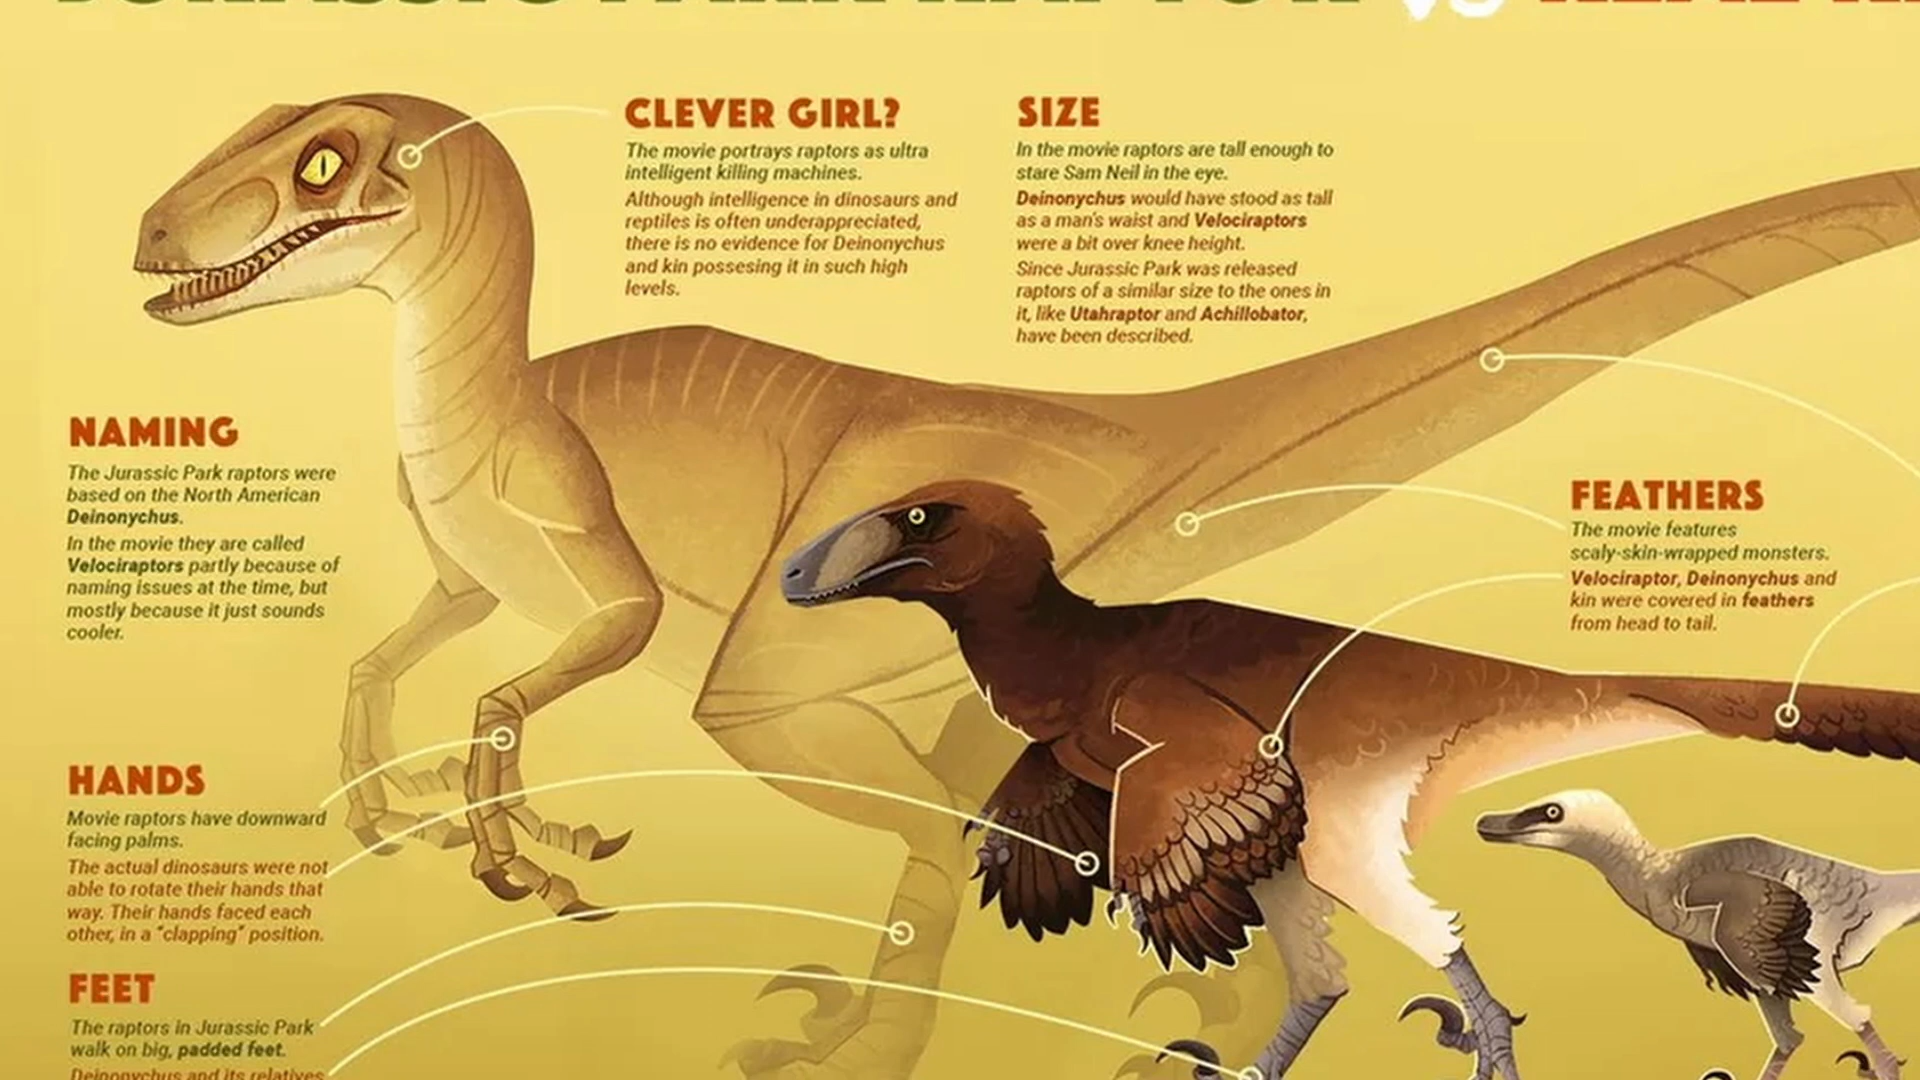 VS
CLEVER GIRL?
The movie portrays raptors as ultra
intelligent killing machines.
Although intelligence in dinosaurs and
reptiles is often underappreciated,
there is no evidence for Deinonychus
and kin possesing it in such high
levels.
SIZE
In the movie raptors are tall enough to
stare Sam Neil in the eye.
Deinonychus would have stood as tall
as a man's waist and Velociraptors
were a bit over knee height.
Since Jurassic Park was released
raptors of a similar size to the ones in
it, like Utahraptor and Achillobator,
have been described.
NAMING
The Jurassic Park raptors were
based on the North American
Deinonychus.
In the movie they are called
Velociraptors partly because of
naming issues at the time, but
mostly because it just sounds
cooler.
FEATHERS
The movie features
scaly-skin-wrapped monsters.
Velociraptor, Deinonychus and
kin were covered in feathers
from head to tail.
HANDS
Movie raptors have downward
facing palms.
The actual dinosaurs were not
able to rotate their hands that
way. Their hands faced each
other, in a "clapping" position.
FEET
The raptors in Jurassic Park
walk on big, padded feet.
Deinonychus and its relatives